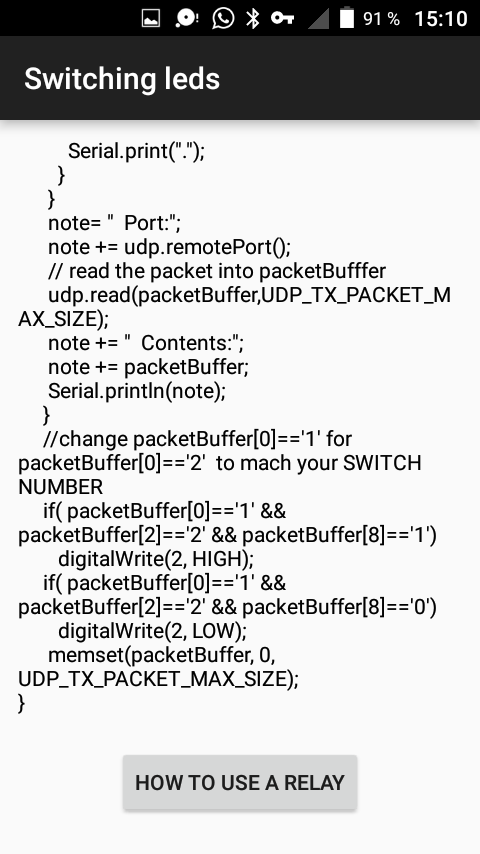 91 % 15:10
Switching leds
Serial.print(".");
}
}
note= "  Port:";
note += udp.remotePort();
// read the packet into packetBufffer
udp.read(packetBuffer,UDP_TX_PACKET_M
AX_SIZE);
note += "  Contents:";
note += packetBuffer;
Serial.println(note);
}
//change packetBuffer[0]=='1' for
packetBuffer[0]=='2'  to mach your SWITCH
NUMBER
if( packetBuffer[0]=='1' &&
packetBuffer[2]=='2' && packetBuffer[8]=='1')
digitalWrite(2, HIGH);
if( packetBuffer[0]=='1' &&
packetBuffer[2]=='2' && packetBuffer[8]=='0')
digitalWrite(2, LOW);
memset(packetBuffer, 0,
UDP_TX_PACKET_MAX_SIZE);
}
HOW TO USE A RELAY